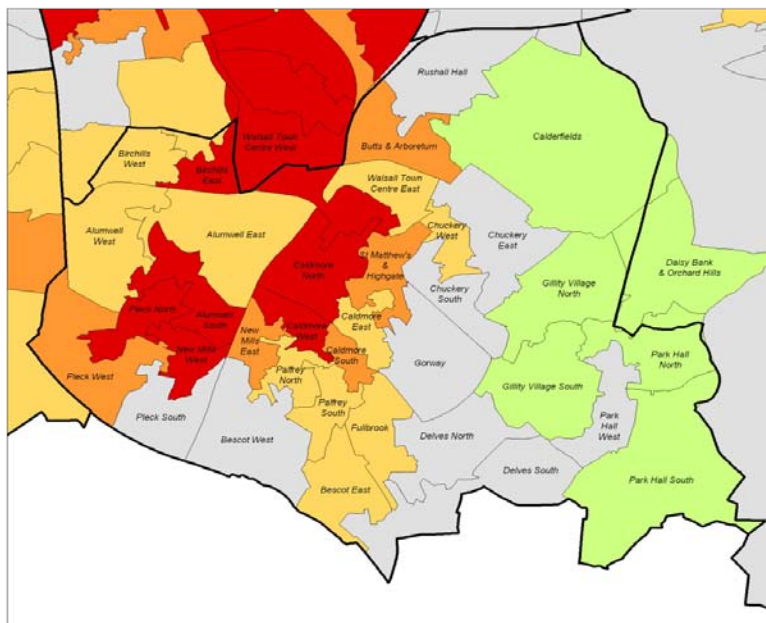 Rushall Hall
Walsall Town
Centre West
Butts & Arboretum
Calderfields
Birchills
West
Birchills
East
Walsall Town
Centre East
Alumwell
West
Alumwell East
Chuckery
West
Chuckery
East
St Matthew's
&
Highgate
Caldmore
North
Daisy Bank
& Orchard Hills
Gillity Village
North
Chuckery
South
Pleck North
Alumwell
South
Caldmore
East
Caldmore
West
New
Mills
East
Caldmore
South
New Mills
West
Gorway
Park Hall
North
Pleck West
Palfrey
North
Gillity Village South
Palfrey
South
Pleck South
Fullbrook
Park
Hall
West
Bescot West
Delves North
Delves South
Park Hall South
Bescot East